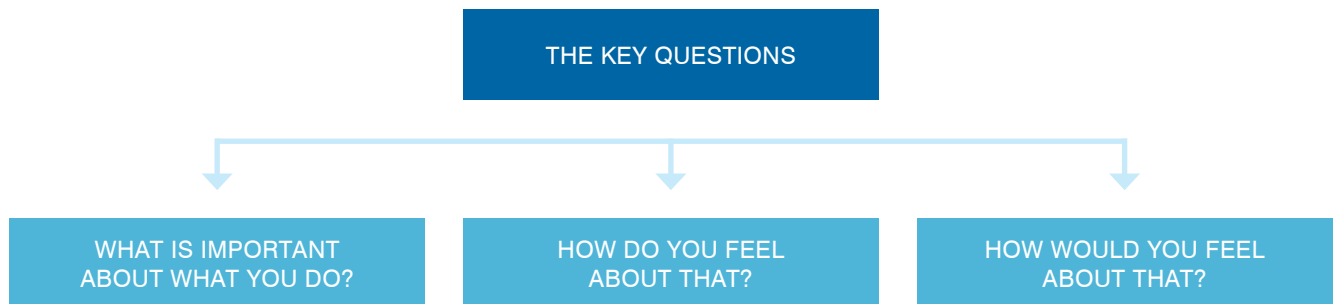 THE KEY QUESTIONS
WHAT IS IMPORTANT
ABOUT WHAT YOU DO?
HOW DO YOU FEEL
ABOUT THAT?
HOW WOULD YOU FEEL
ABOUT THAT?